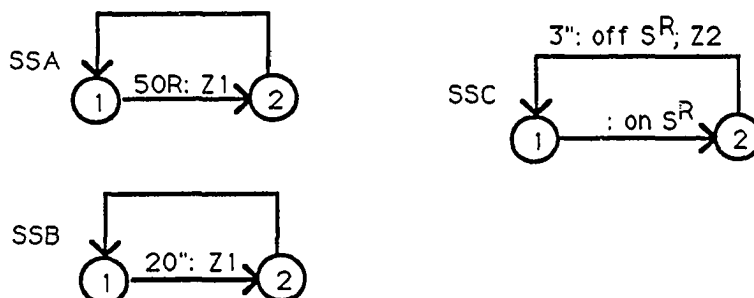 SSA
1
50R: Z1
2
SSB
1
20": Z1
2
SSC
3": off S^R; Z2
1
: on S^R
2